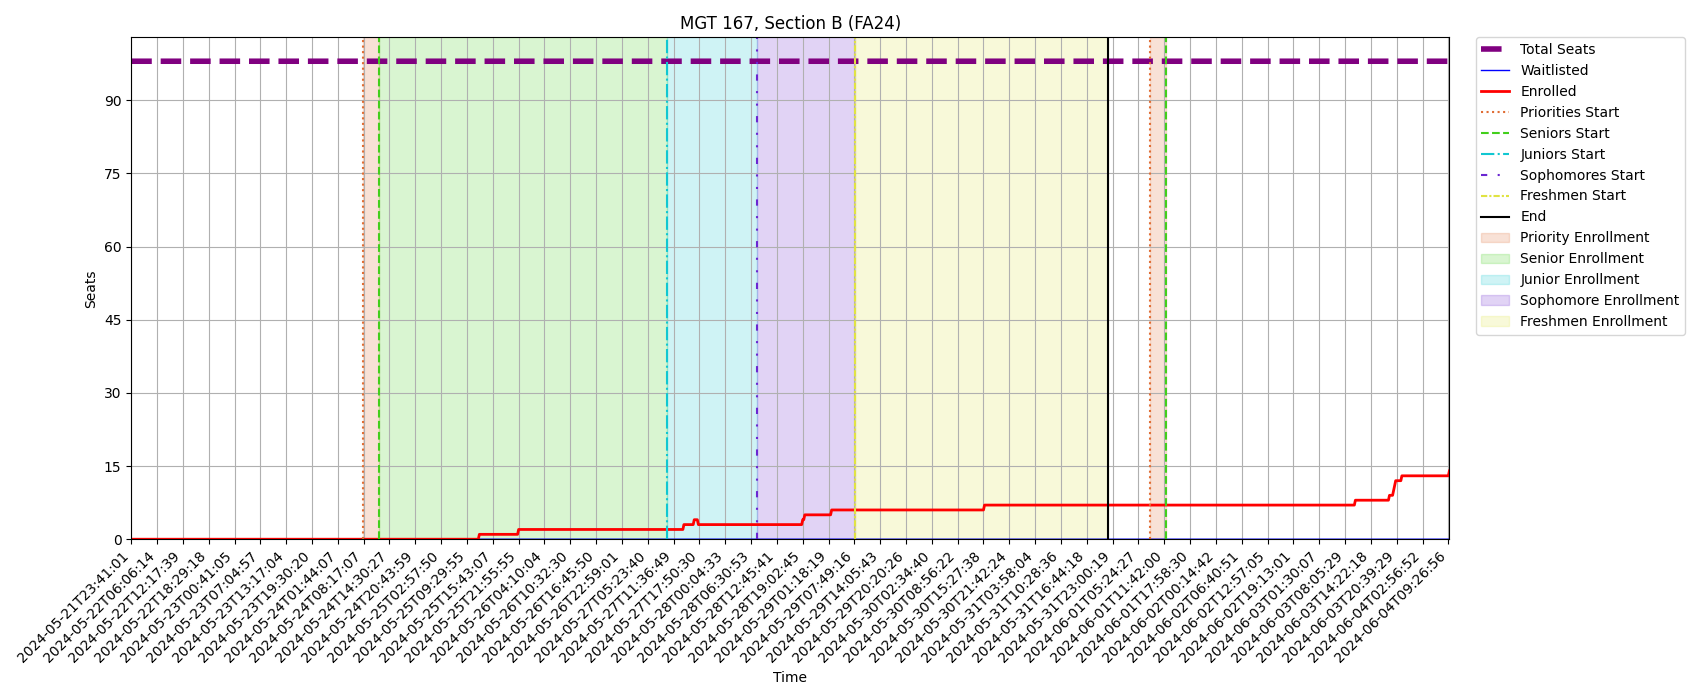 MGT 167, Section B (FA24)
Total Seats
Waitlisted
Enrolled
Priorities Start
Seniors Start
Juniors Start
Sophomores Start
Freshmen Start
End
Priority Enrollment
Senior Enrollment
Junior Enrollment
Sophomore Enrollment
Freshmen Enrollment
Seats
90
75
60
45
30
15
0
2024-05-21T23:41:01
2024-05-22T06:06:14
2024-05-22T12:17:39
2024-05-22T18:29:18
2024-05-23T00:41:05
2024-05-23T07:04:57
2024-05-23T13:17:04
2024-05-23T19:30:20
2024-05-24T01:44:07
2024-05-24T08:17:07
2024-05-24T14:30:27
2024-05-24T20:43:59
2024-05-25T02:57:50
2024-05-25T09:29:55
2024-05-25T15:43:07
2024-05-25T21:55:55
2024-05-26T04:10:04
2024-05-26T10:32:30
2024-05-26T16:45:50
2024-05-26T22:59:01
2024-05-27T05:23:40
2024-05-27T11:36:49
2024-05-27T17:50:30
2024-05-28T00:04:33
2024-05-28T06:30:53
2024-05-28T12:45:41
2024-05-28T19:02:45
2024-05-29T01:18:19
2024-05-29T07:49:16
2024-05-29T14:05:43
2024-05-29T20:20:26
2024-05-30T02:34:40
2024-05-30T08:56:22
2024-05-30T15:27:38
2024-05-30T21:42:24
2024-05-31T03:58:04
2024-05-31T10:28:36
2024-05-31T16:44:18
2024-05-31T23:00:19
2024-06-01T05:24:27
2024-06-01T11:42:00
2024-06-01T17:58:30
2024-06-02T00:14:42
2024-06-02T06:40:51
2024-06-02T12:57:05
2024-06-02T19:13:01
2024-06-03T01:30:07
2024-06-03T08:05:29
2024-06-03T14:22:18
2024-06-03T20:39:29
2024-06-04T02:56:52
2024-06-04T09:26:56
Time